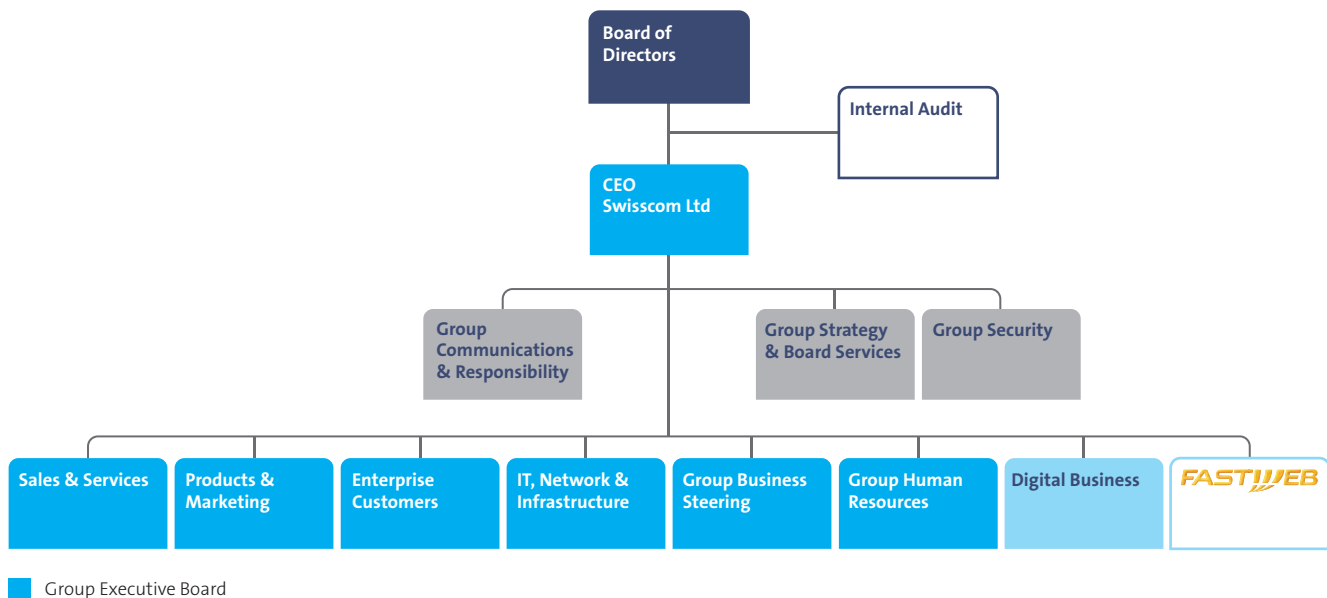 Board of
Directors
Internal Audit
CEO
Swisscom Ltd
Group
Communications
& Responsibility
Group Strategy
& Board Services
Group Security
Sales & Services
Products &
Marketing
Enterprise
Customers
IT, Network &
Infrastructure
Group Business
Steering
Group Human
Resources
Digital Business
FASTWEB
Group Executive Board